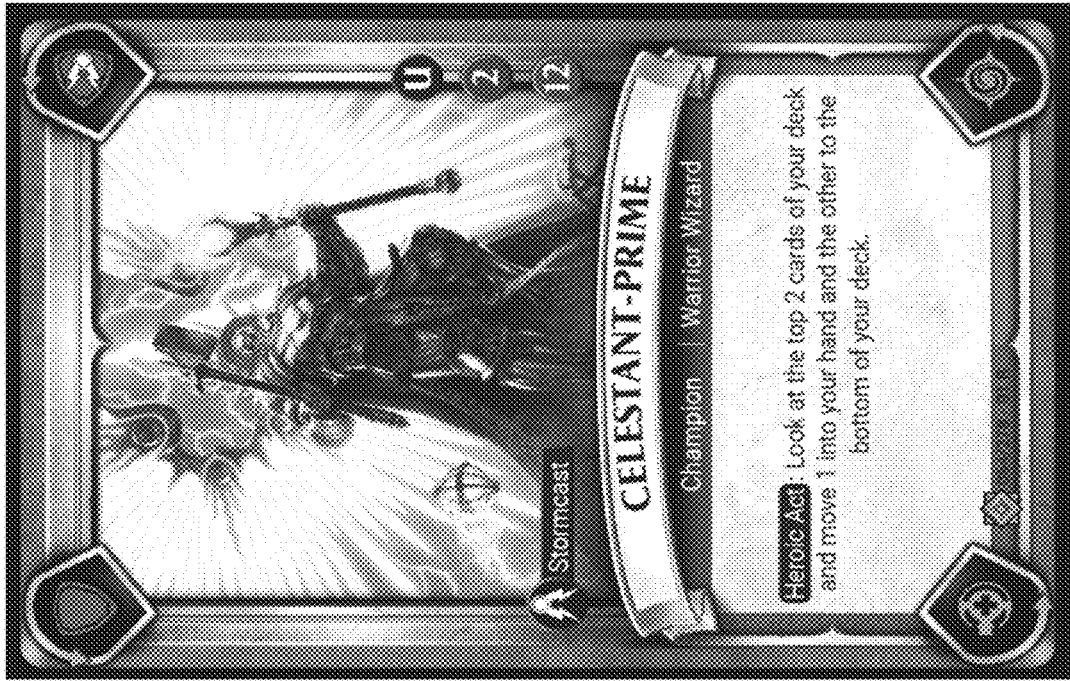 U
2
12
Stormcast
CELESTANT-PRIME
Champion | Warrior Wizard
Heroic Act: Look at the top 2 cards of your deck
and move 1 into your hand and the other to the
bottom of your deck.